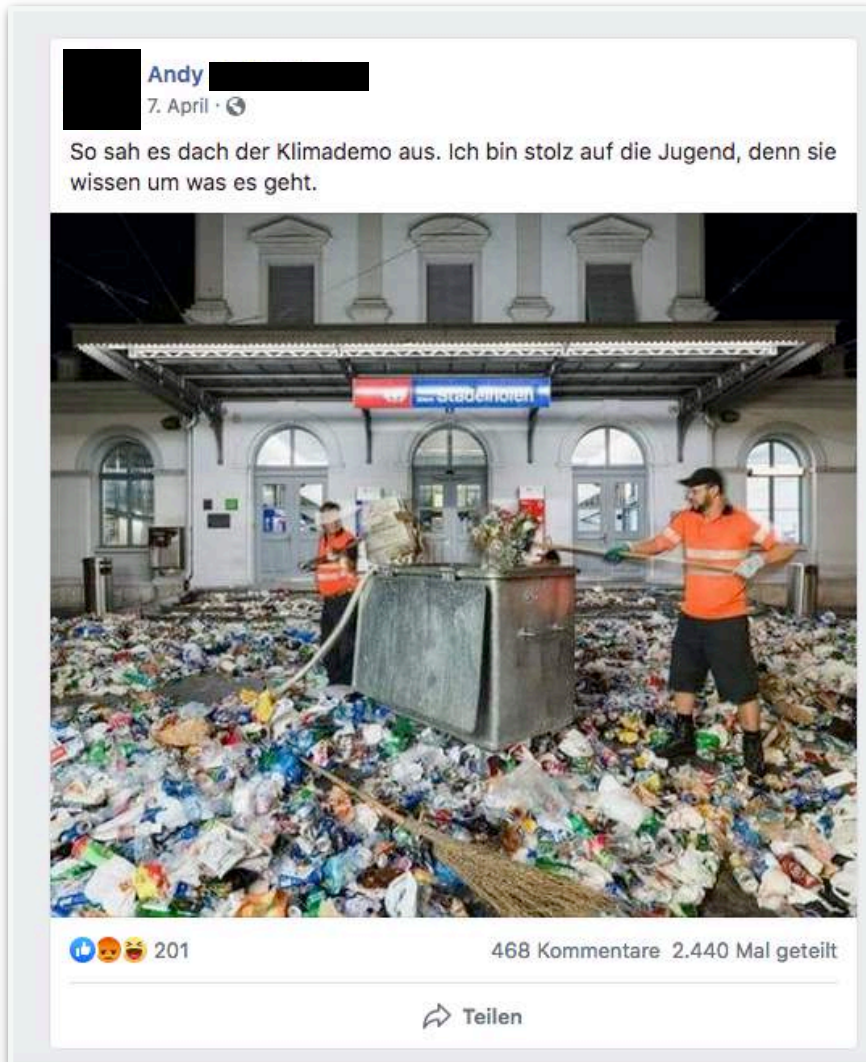 Andy
7. April
So sah es dach der Klimademo aus. Ich bin stolz auf die Jugend, denn sie
wissen um was es geht.
Stadelhofen
201
468 Kommentare 2.440 Mal geteilt
Teilen